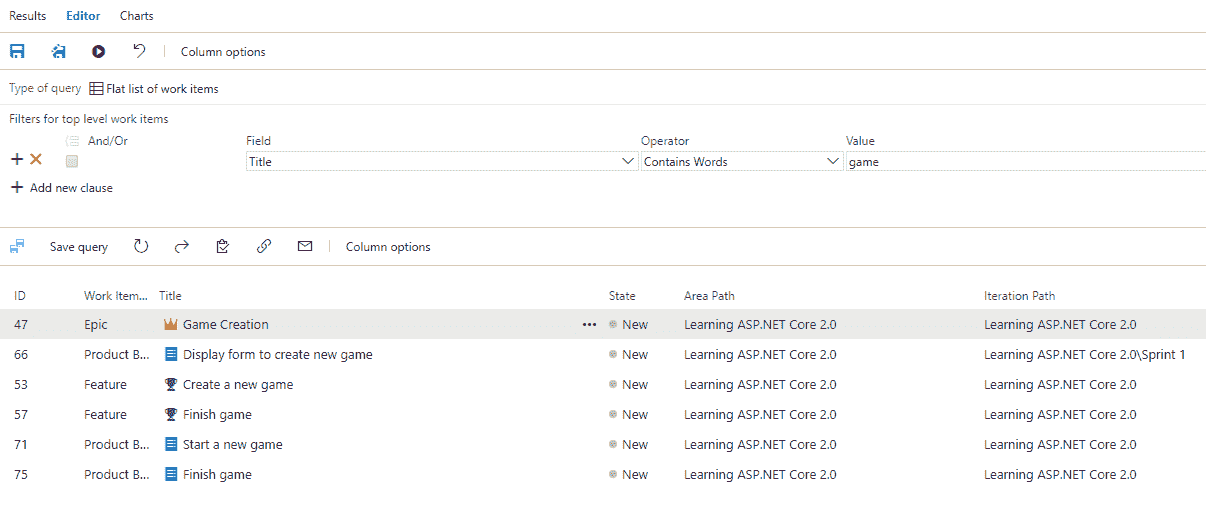 Results Editor Charts
Column options
Type of query Flat list of work items
Filters for top level work items
And/Or Field Operator Value
Title Contains Words game
Add new clause
Save query Column options
ID Work Item... Title State Area Path Iteration Path
47 Epic Game Creation ... New Learning ASP.NET Core 2.0 Learning ASP.NET Core 2.0
66 Product B... Display form to create new game New Learning ASP.NET Core 2.0 Learning ASP.NET Core 2.0\Sprint 1
53 Feature Create a new game New Learning ASP.NET Core 2.0 Learning ASP.NET Core 2.0
57 Feature Finish game New Learning ASP.NET Core 2.0 Learning ASP.NET Core 2.0
71 Product B... Start a new game New Learning ASP.NET Core 2.0 Learning ASP.NET Core 2.0
75 Product B... Finish game New Learning ASP.NET Core 2.0 Learning ASP.NET Core 2.0